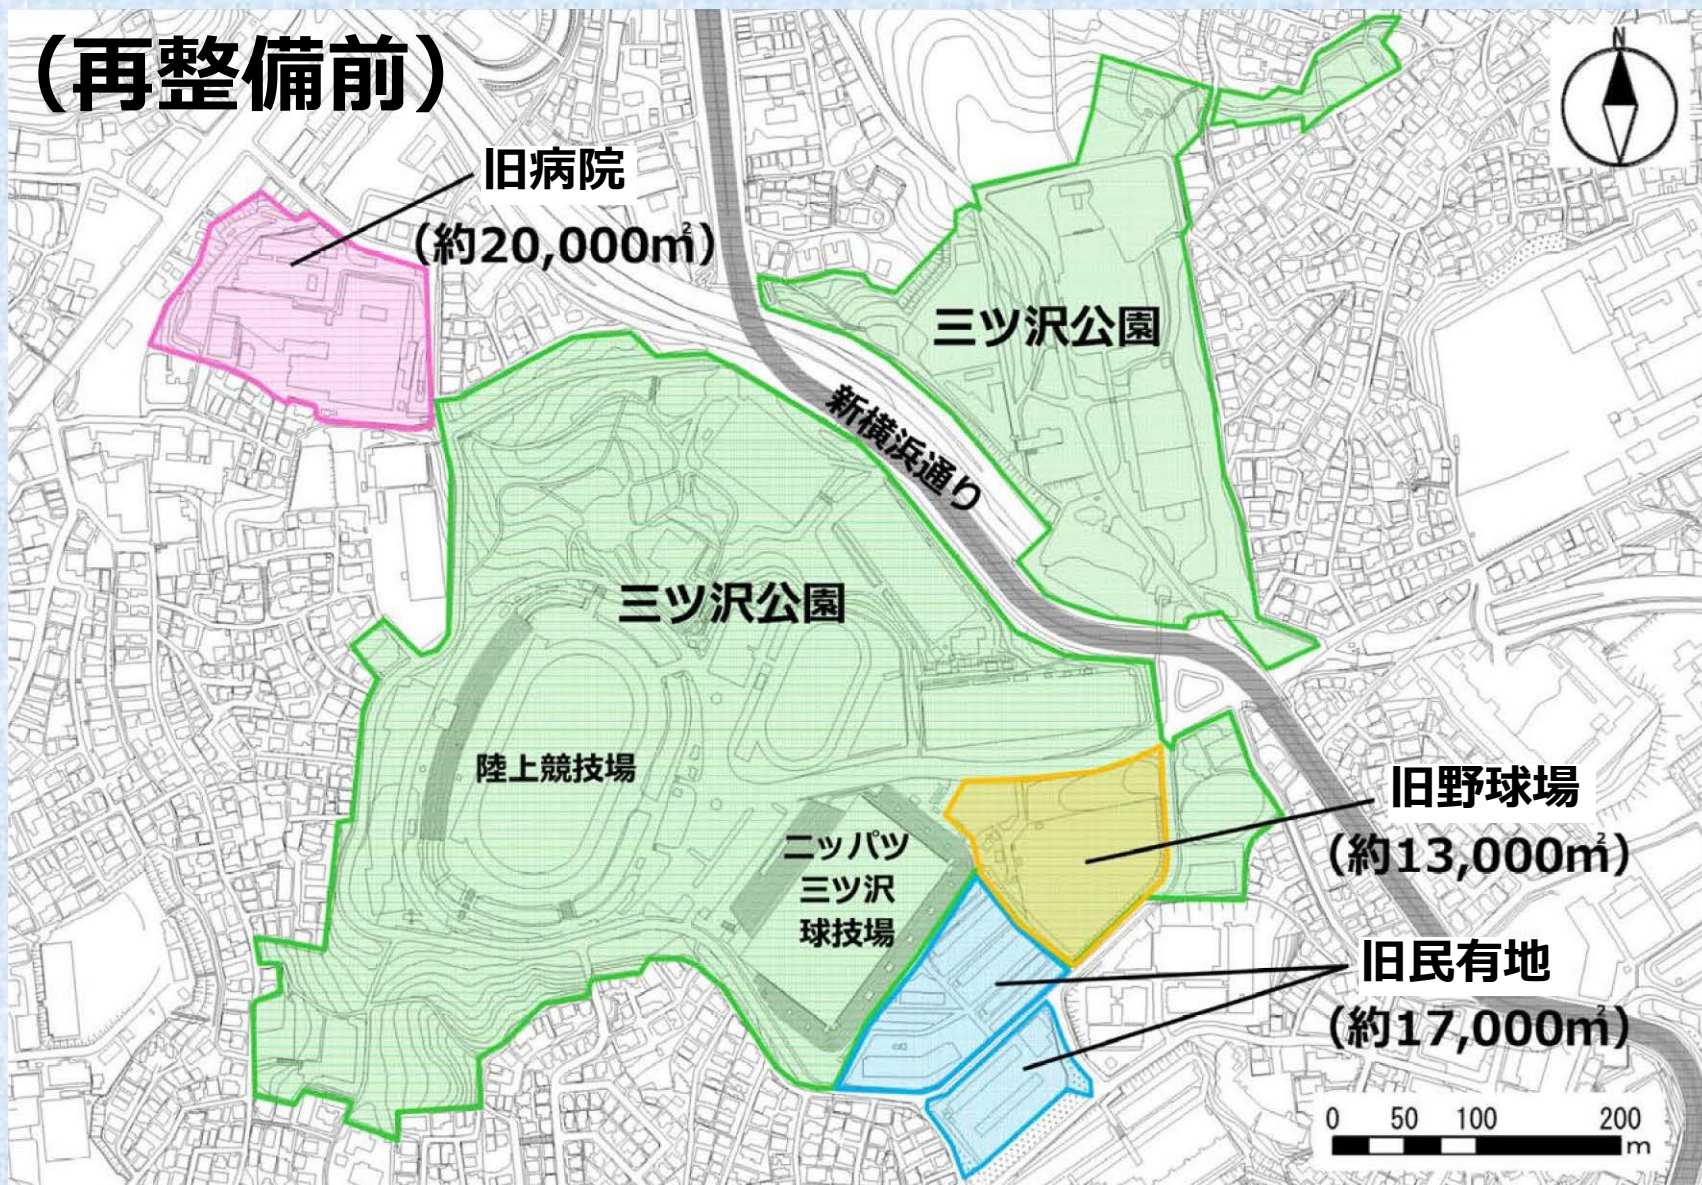 （再整備前）
N
旧病院
（約20,000㎡）
三ツ沢公園
新横浜通り
三ツ沢公園
陸上競技場
ニッパツ
三ツ沢
球技場
旧野球場
（約13,000㎡）
旧民有地
（約17,000㎡）
0 50 100 200
m